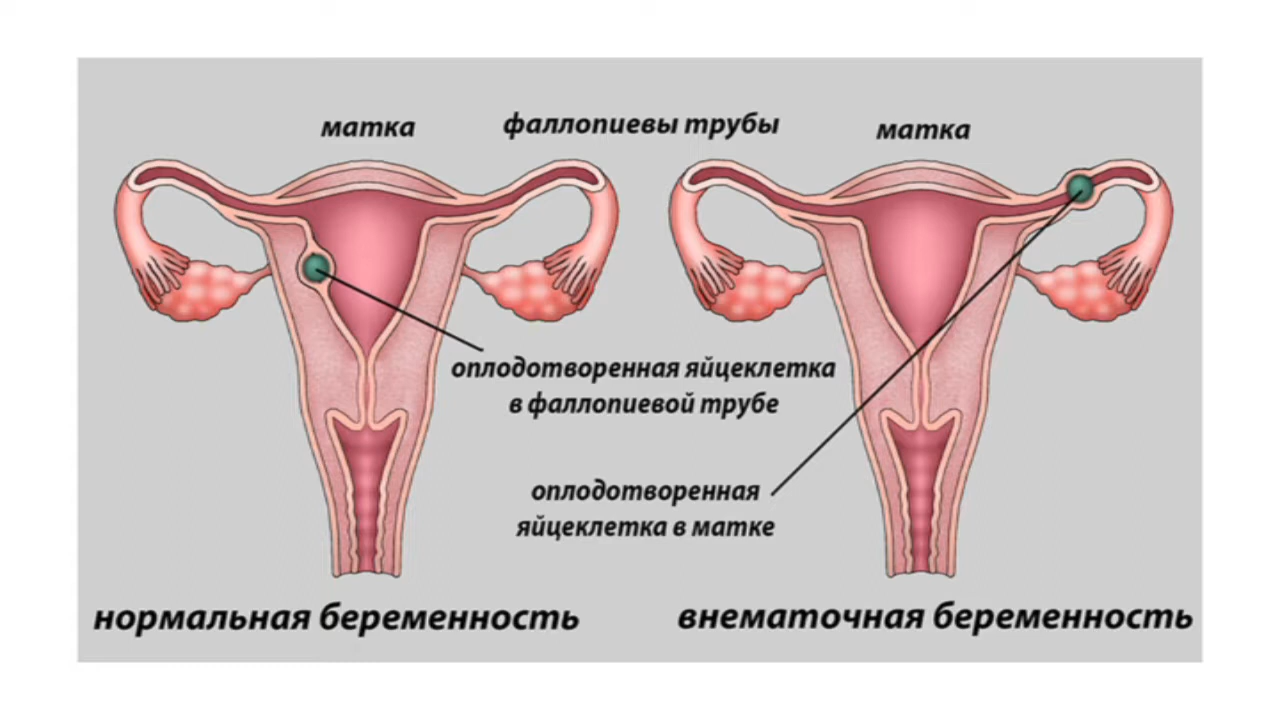 матка
фаллопиевы трубы
матка
оплодотворенная яйцеклетка
в фаллопиевой трубе
оплодотворенная
яйцеклетка в матке
нормальная беременность
внематочная беременность